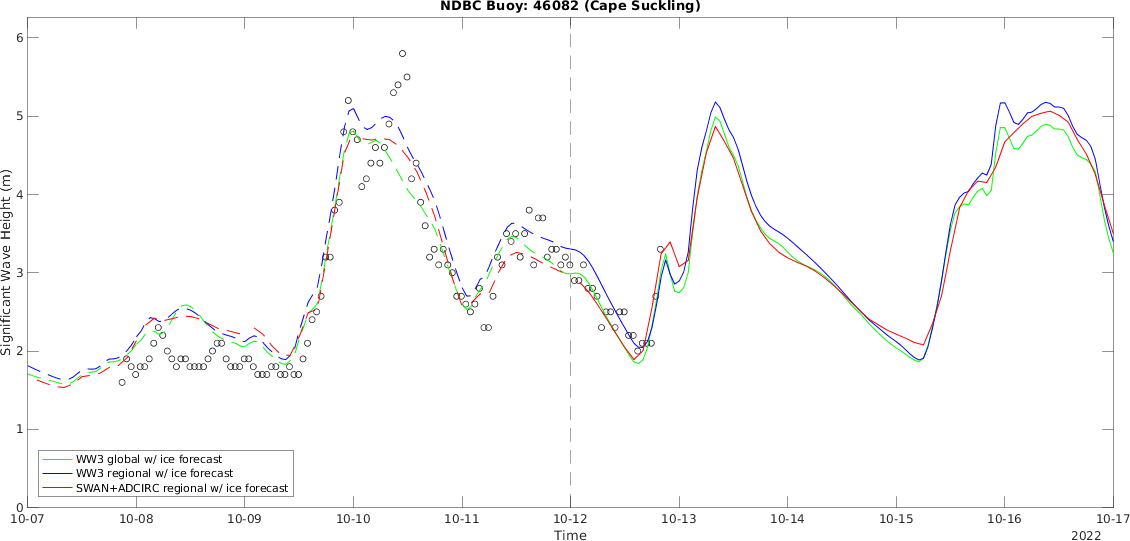 NDBC Buoy: 46082 (Cape Suckling)
Significant Wave Height (m)
6
5
4
3
2
1
0
WW3 global w/ ice forecast
WW3 regional w/ ice forecast
SWAN+ADCIRC regional w/ ice forecast
10-07 10-08 10-09 10-10 10-11 10-12 10-13 10-14 10-15 10-16 10-17
Time
2022